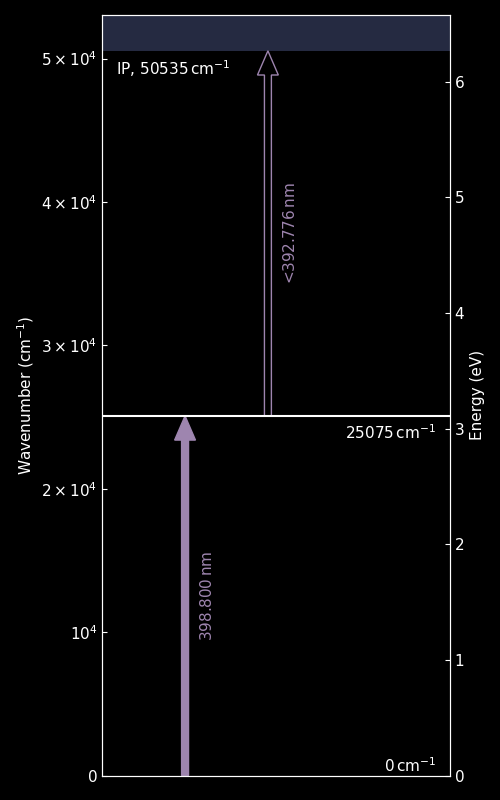 5 × 10⁴
IP, 50535 cm⁻¹
6
4 × 10⁴
5
<392.776 nm
4
3 × 10⁴
Wavenumber (cm⁻¹)
Energy (eV)
25075 cm⁻¹
3
2 × 10⁴
2
398.800 nm
10⁴
1
0 cm⁻¹
0
0